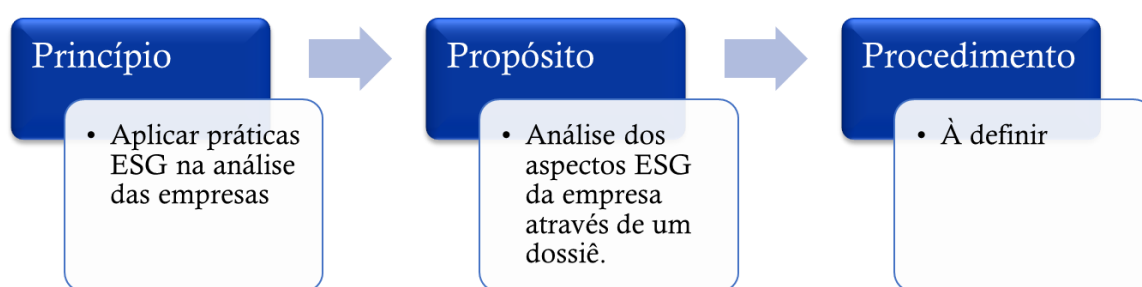 Princípio
• Aplicar práticas
ESG na análise
das empresas
Propósito
• Análise dos
aspectos ESG
da empresa
através de um
dossiê.
Procedimento
• À definir